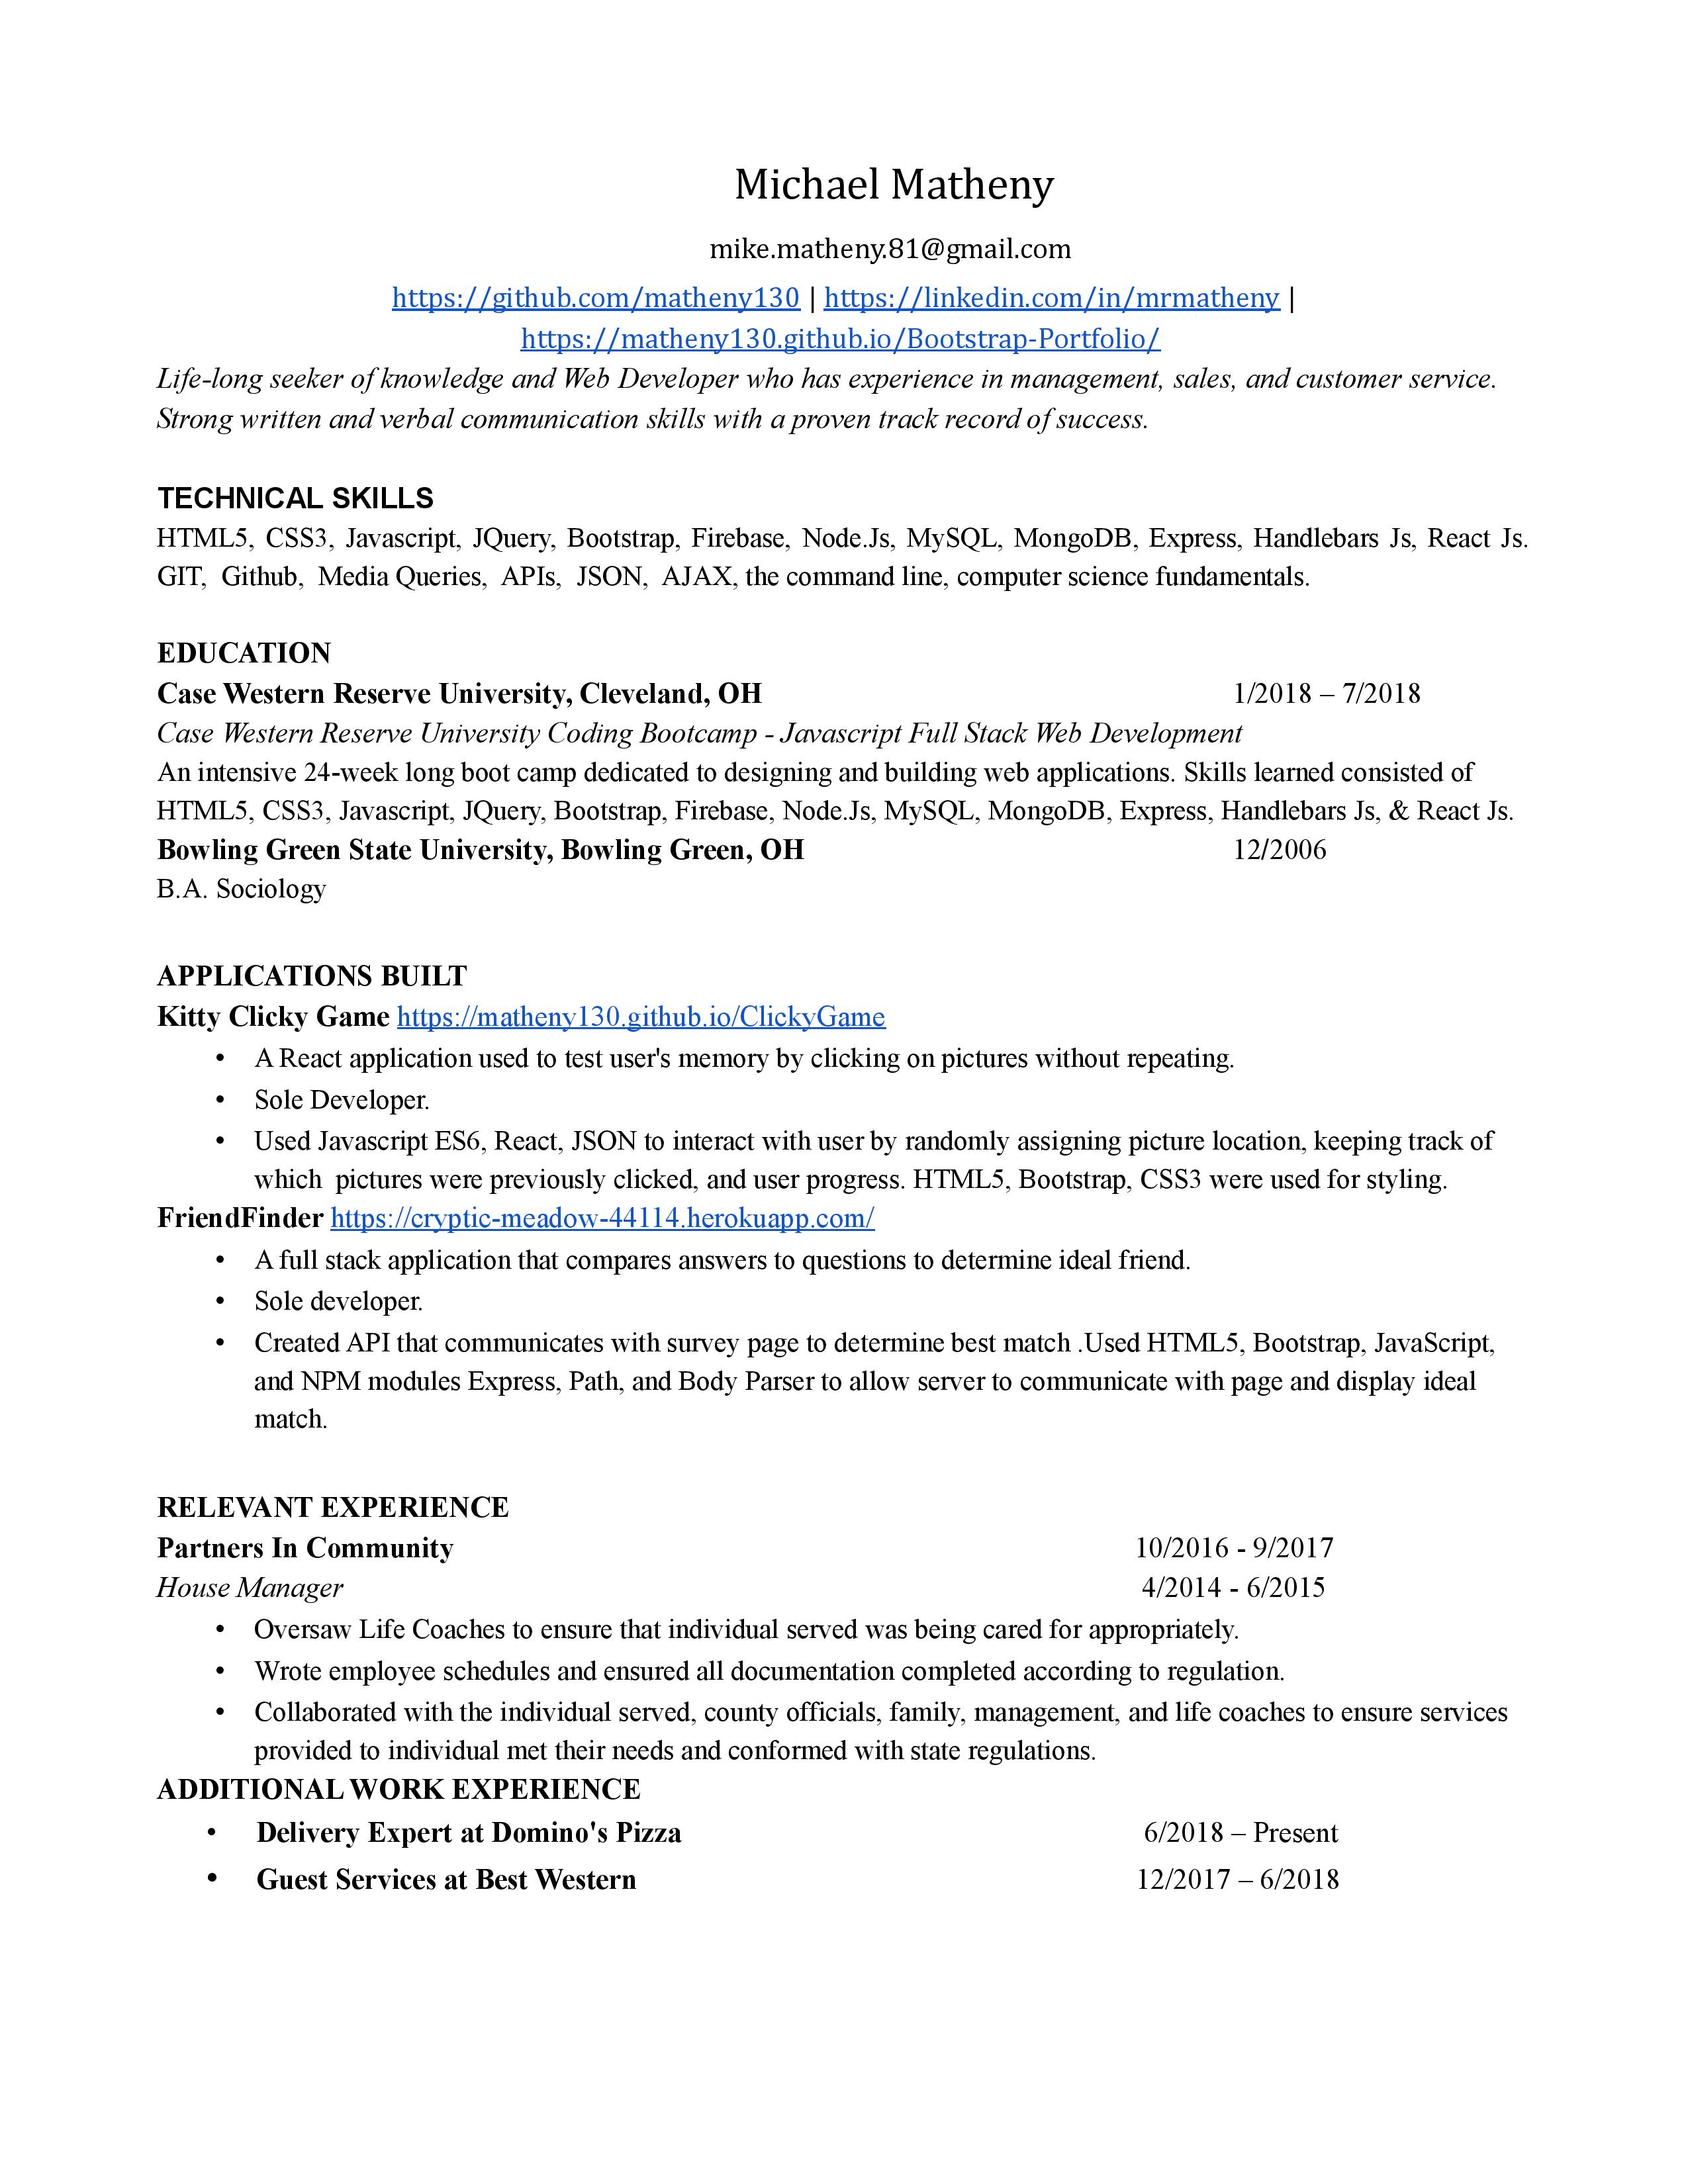 Michael Matheny
mike.matheny.81@gmail.com
https://github.com/matheny130 | https://linkedin.com/in/mrmatheny |
https://matheny130.github.io/Bootstrap-Portfolio/
Life-long seeker of knowledge and Web Developer who has experience in management, sales, and customer service.
Strong written and verbal communication skills with a proven track record of success.
TECHNICAL SKILLS
HTML5, CSS3, Javascript, JQuery, Bootstrap, Firebase, Node.Js, MySQL, MongoDB, Express, Handlebars Js, React Js.
GIT, Github, Media Queries, APIs, JSON, AJAX, the command line, computer science fundamentals.
EDUCATION
Case Western Reserve University, Cleveland, OH 1/2018 – 7/2018
Case Western Reserve University Coding Bootcamp - Javascript Full Stack Web Development
An intensive 24-week long boot camp dedicated to designing and building web applications. Skills learned consisted of
HTML5, CSS3, Javascript, JQuery, Bootstrap, Firebase, Node.Js, MySQL, MongoDB, Express, Handlebars Js, & React Js.
Bowling Green State University, Bowling Green, OH 12/2006
B.A. Sociology
APPLICATIONS BUILT
Kitty Clicky Game https://matheny130.github.io/ClickyGame
• A React application used to test user's memory by clicking on pictures without repeating.
• Sole Developer.
• Used Javascript ES6, React, JSON to interact with user by randomly assigning picture location, keeping track of
which pictures were previously clicked, and user progress. HTML5, Bootstrap, CSS3 were used for styling.
FriendFinder https://cryptic-meadow-44114.herokuapp.com/
• A full stack application that compares answers to questions to determine ideal friend.
• Sole developer.
• Created API that communicates with survey page to determine best match .Used HTML5, Bootstrap, JavaScript,
and NPM modules Express, Path, and Body Parser to allow server to communicate with page and display ideal
match.
RELEVANT EXPERIENCE
Partners In Community 10/2016 - 9/2017
House Manager 4/2014 - 6/2015
• Oversaw Life Coaches to ensure that individual served was being cared for appropriately.
• Wrote employee schedules and ensured all documentation completed according to regulation.
• Collaborated with the individual served, county officials, family, management, and life coaches to ensure services
provided to individual met their needs and conformed with state regulations.
ADDITIONAL WORK EXPERIENCE
• Delivery Expert at Domino's Pizza 6/2018 – Present
• Guest Services at Best Western 12/2017 – 6/2018